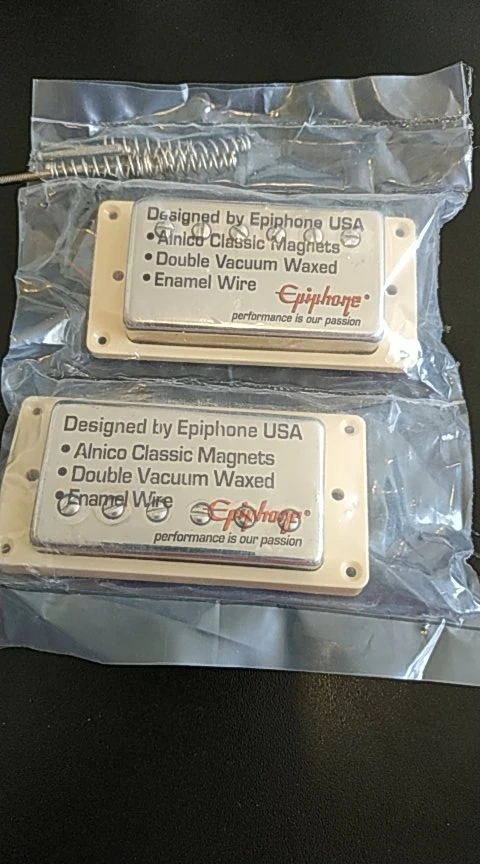 Designed by Epiphone USA
• Alnico Classic Magnets
• Double Vacuum Waxed
• Enamel Wire
Epiphone
performance is our passion
Designed by Epiphone USA
• Alnico Classic Magnets
• Double Vacuum Waxed
• Enamel Wire
Epiphone
performance is our passion